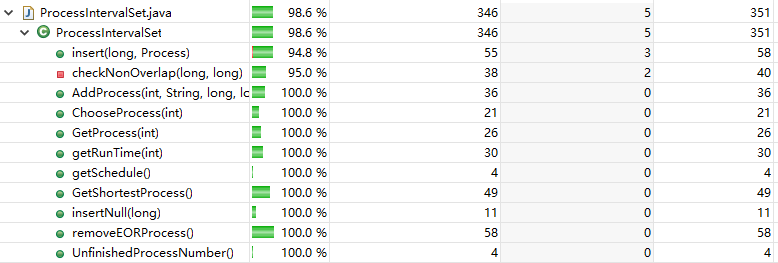 ProcessIntervalSet.java 98.6 % 346 5 351
ProcessIntervalSet 98.6 % 346 5 351
insert(long, Process) 94.8 % 55 3 58
checkNonOverlap(long, long) 95.0 % 38 2 40
AddProcess(int, String, long, lo 100.0 % 36 0 36
ChooseProcess(int) 100.0 % 21 0 21
GetProcess(int) 100.0 % 26 0 26
getRunTime(int) 100.0 % 30 0 30
getSchedule() 100.0 % 4 0 4
GetShortestProcess() 100.0 % 49 0 49
insertNull(long) 100.0 % 11 0 11
removeEORProcess() 100.0 % 58 0 58
UnfinishedProcessNumber() 100.0 % 4 0 4